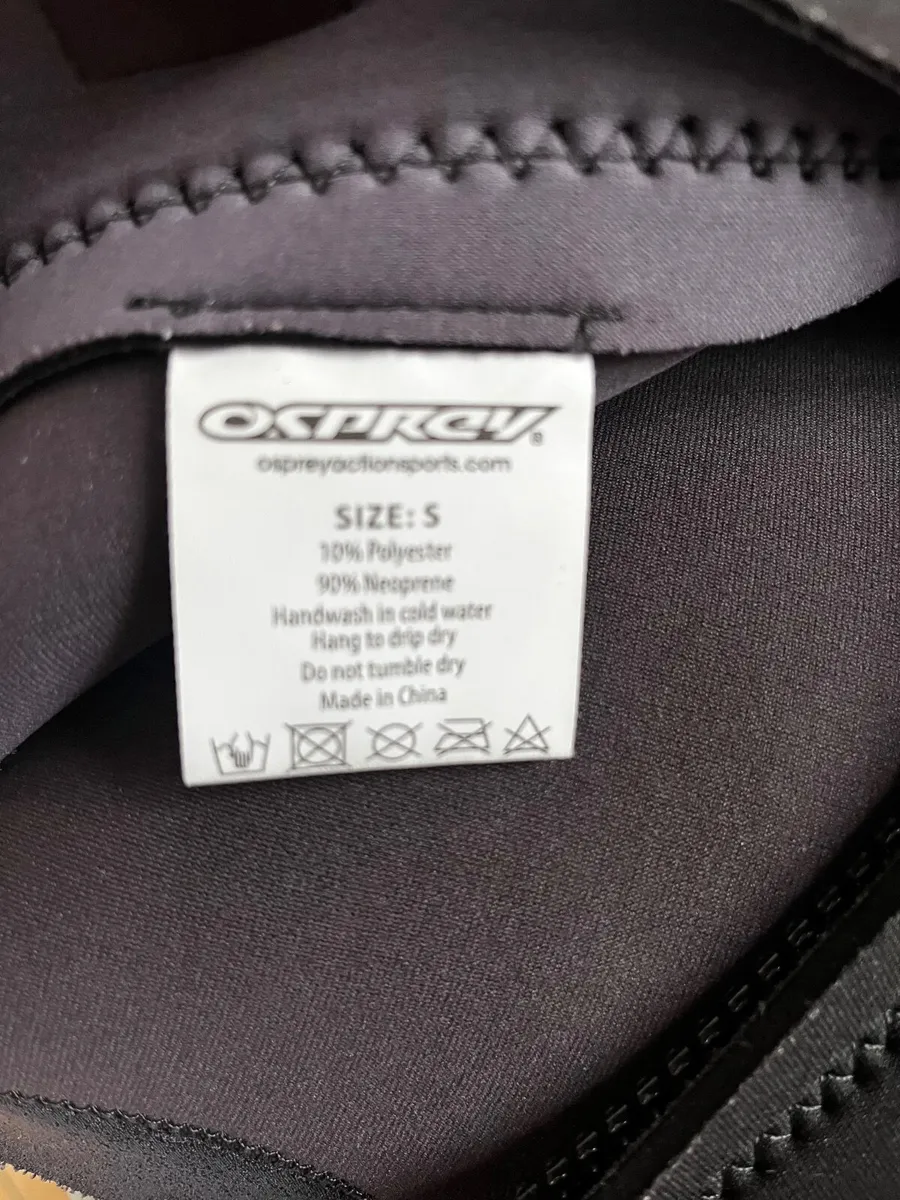 OSPREY®
ospreyactionsports.com
SIZE: S
10% Polyester
90% Neoprene
Handwash in cold water
Hang to drip dry
Do not tumble dry
Made in China